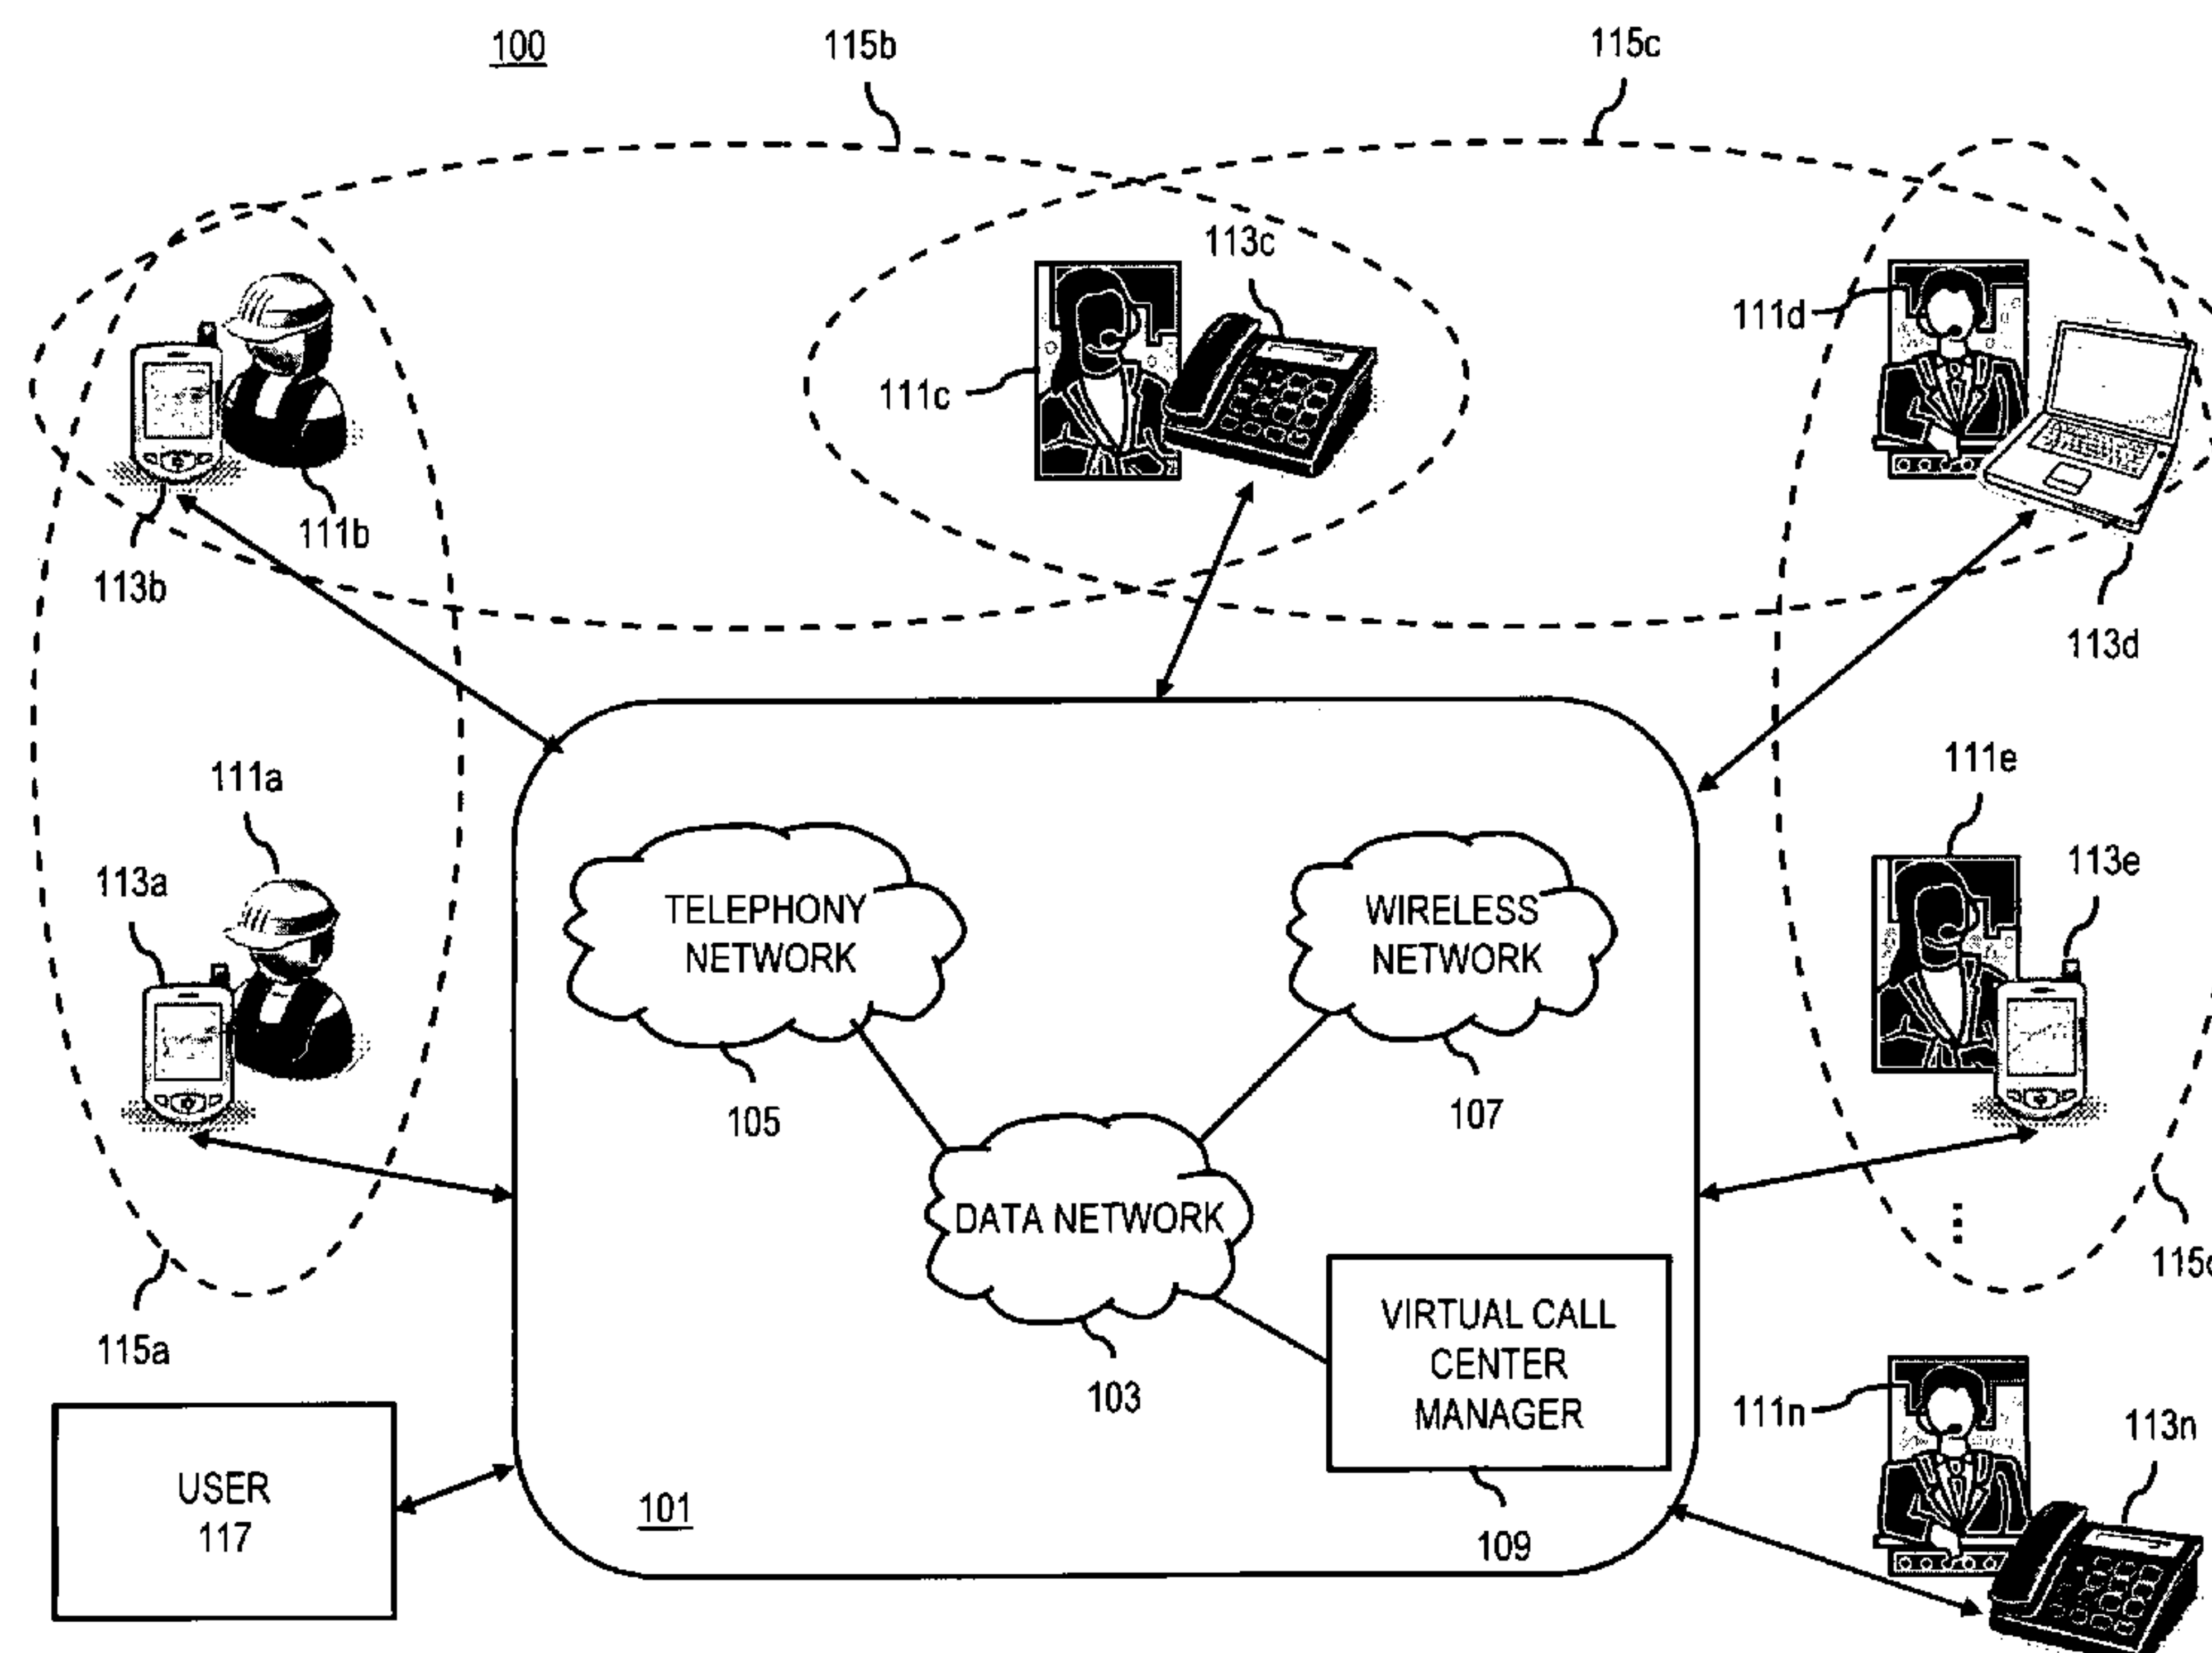 100
115b
115c
113c
111d
111c
111b
113b
113d
111a
111e
113a
113e
TELEPHONY
NETWORK
WIRELESS
NETWORK
105
107
DATA NETWORK
115a
103
VIRTUAL CALL
CENTER
MANAGER
111n
113n
USER
117
101
109